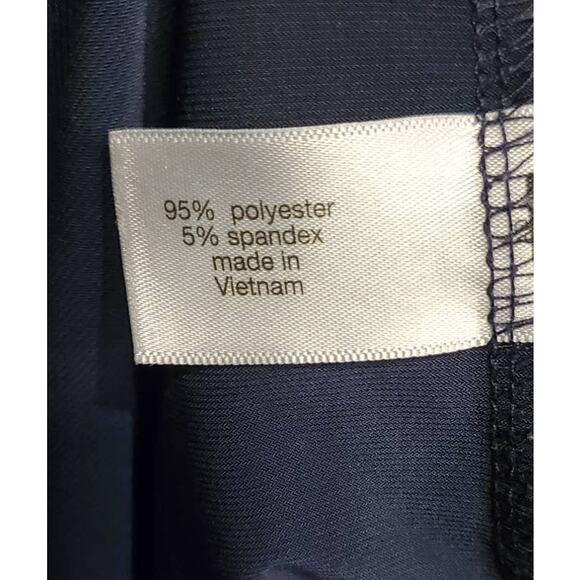 95% polyester
5% spandex
made in
Vietnam